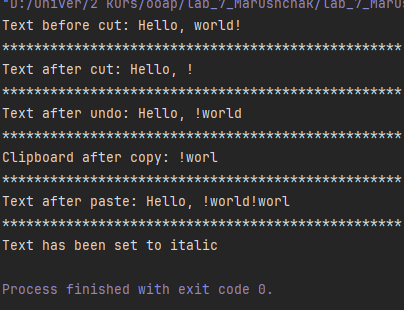 "D:/Univer/2 kurs/ooap/lab_7_Marushchak/lab_7_Marus
Text before cut: Hello, world!
**************************************************
Text after cut: Hello, !
**************************************************
Text after undo: Hello, !world
**************************************************
Clipboard after copy: !worl
**************************************************
Text after paste: Hello, !world!worl
**************************************************
Text has been set to italic
Process finished with exit code 0.